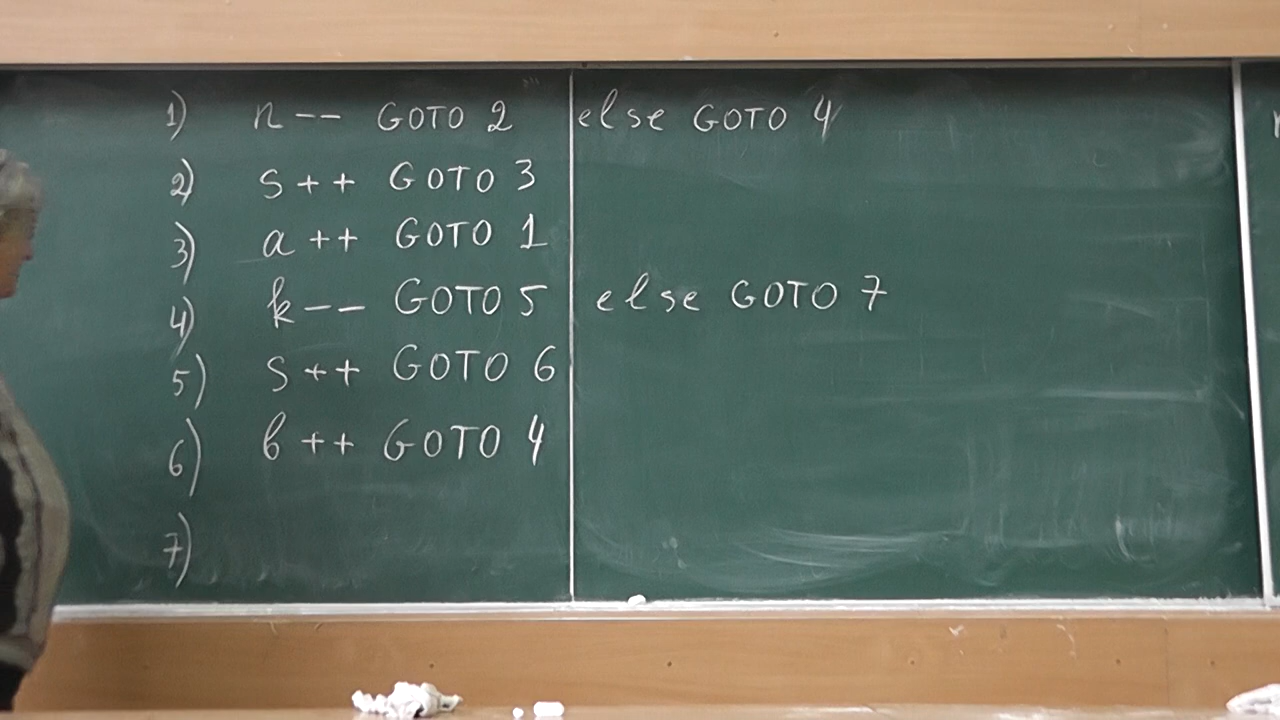 1) n-- GOTO 2 else GOTO 4
2) S++ GOTO 3
3) a++ GOTO 1
4) k-- GOTO 5 else GOTO 7
5) S++ GOTO 6
6) b++ GOTO 4
7)